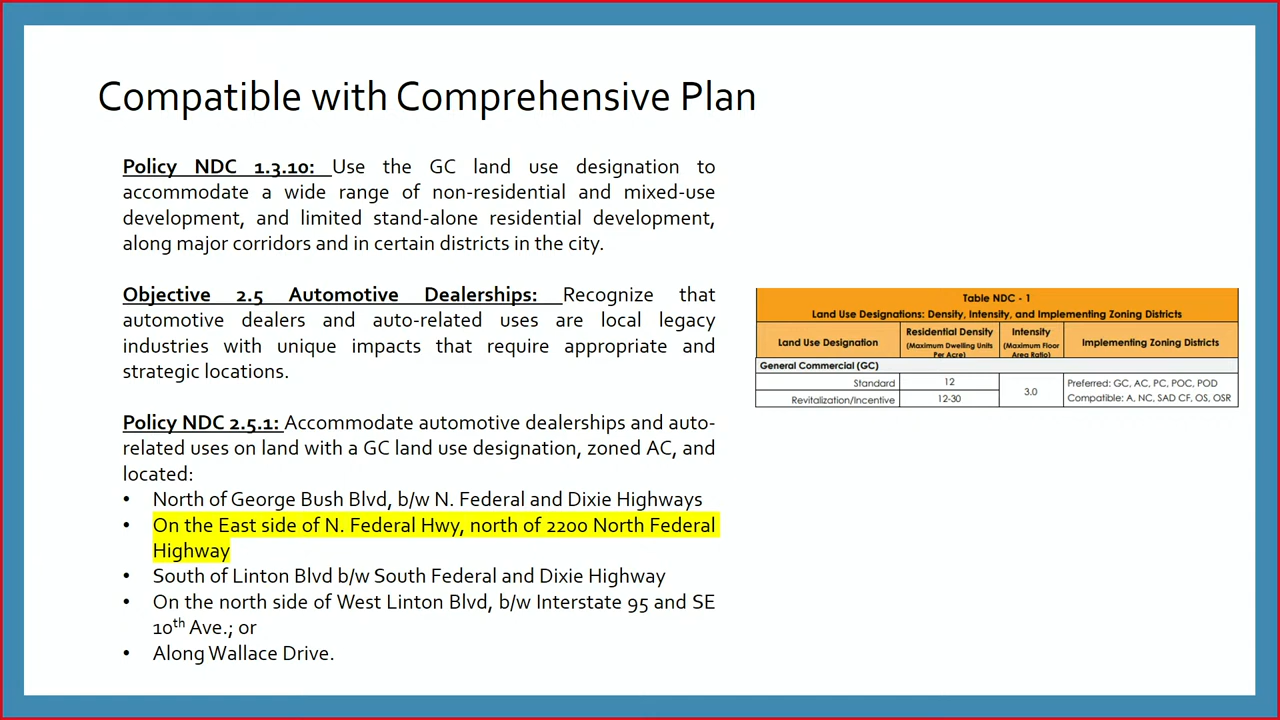 Compatible with Comprehensive Plan
Policy NDC 1.3.10: Use the GC land use designation to
accommodate a wide range of non-residential and mixed-use
development, and limited stand-alone residential development,
along major corridors and in certain districts in the city.
Objective 2.5 Automotive Dealerships: Recognize that
automotive dealers and auto-related uses are local legacy
industries with unique impacts that require appropriate and
strategic locations.
Policy NDC 2.5.1: Accommodate automotive dealerships and auto-
related uses on land with a GC land use designation, zoned AC, and
located:
• North of George Bush Blvd, b/w N. Federal and Dixie Highways
• On the East side of N. Federal Hwy, north of 2200 North Federal
Highway
• South of Linton Blvd b/w South Federal and Dixie Highway
• On the north side of West Linton Blvd, b/w Interstate 95 and SE
10th Ave.; or
• Along Wallace Drive.
Table NDC - 1
Land Use Designations: Density, Intensity, and Implementing Zoning Districts
Land Use Designation
Residential Density
(Maximum Dwelling Units
Per Acre)
Intensity
(Maximum Floor
Area Ratio)
Implementing Zoning Districts
General Commercial (GC)
Standard
12
3.0
Preferred: GC, AC, PC, POC, POD
Revitalization/Incentive
12-30
Compatible: A, NC, SAD CF, OS, OSR